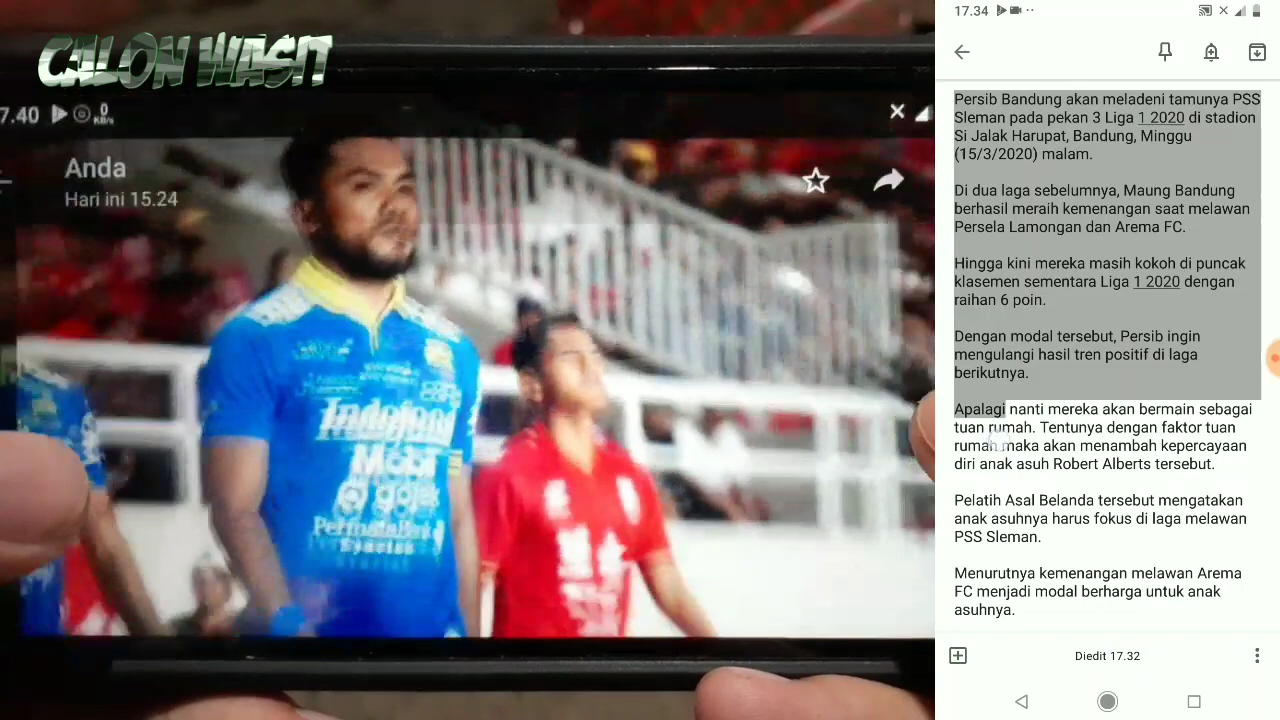 CALON WASIT
7.40
0
KB/s
Anda
Hari ini 15.24
Indofood
Mobi
gojek
PermataBank
Syariah
17.34
Persib Bandung akan meladeni tamunya PSS
Sleman pada pekan 3 Liga 1 2020 di stadion
Si Jalak Harupat, Bandung, Minggu
(15/3/2020) malam.
Di dua laga sebelumnya, Maung Bandung
berhasil meraih kemenangan saat melawan
Persela Lamongan dan Arema FC.
Hingga kini mereka masih kokoh di puncak
klasemen sementara Liga 1 2020 dengan
raihan 6 poin.
Dengan modal tersebut, Persib ingin
mengulangi hasil tren positif di laga
berikutnya.
Apalagi nanti mereka akan bermain sebagai
tuan rumah. Tentunya dengan faktor tuan
rumah maka akan menambah kepercayaan
diri anak asuh Robert Alberts tersebut.
Pelatih Asal Belanda tersebut mengatakan
anak asuhnya harus fokus di laga melawan
PSS Sleman.
Menurutnya kemenangan melawan Arema
FC menjadi modal berharga untuk anak
asuhnya.
Diedit 17.32